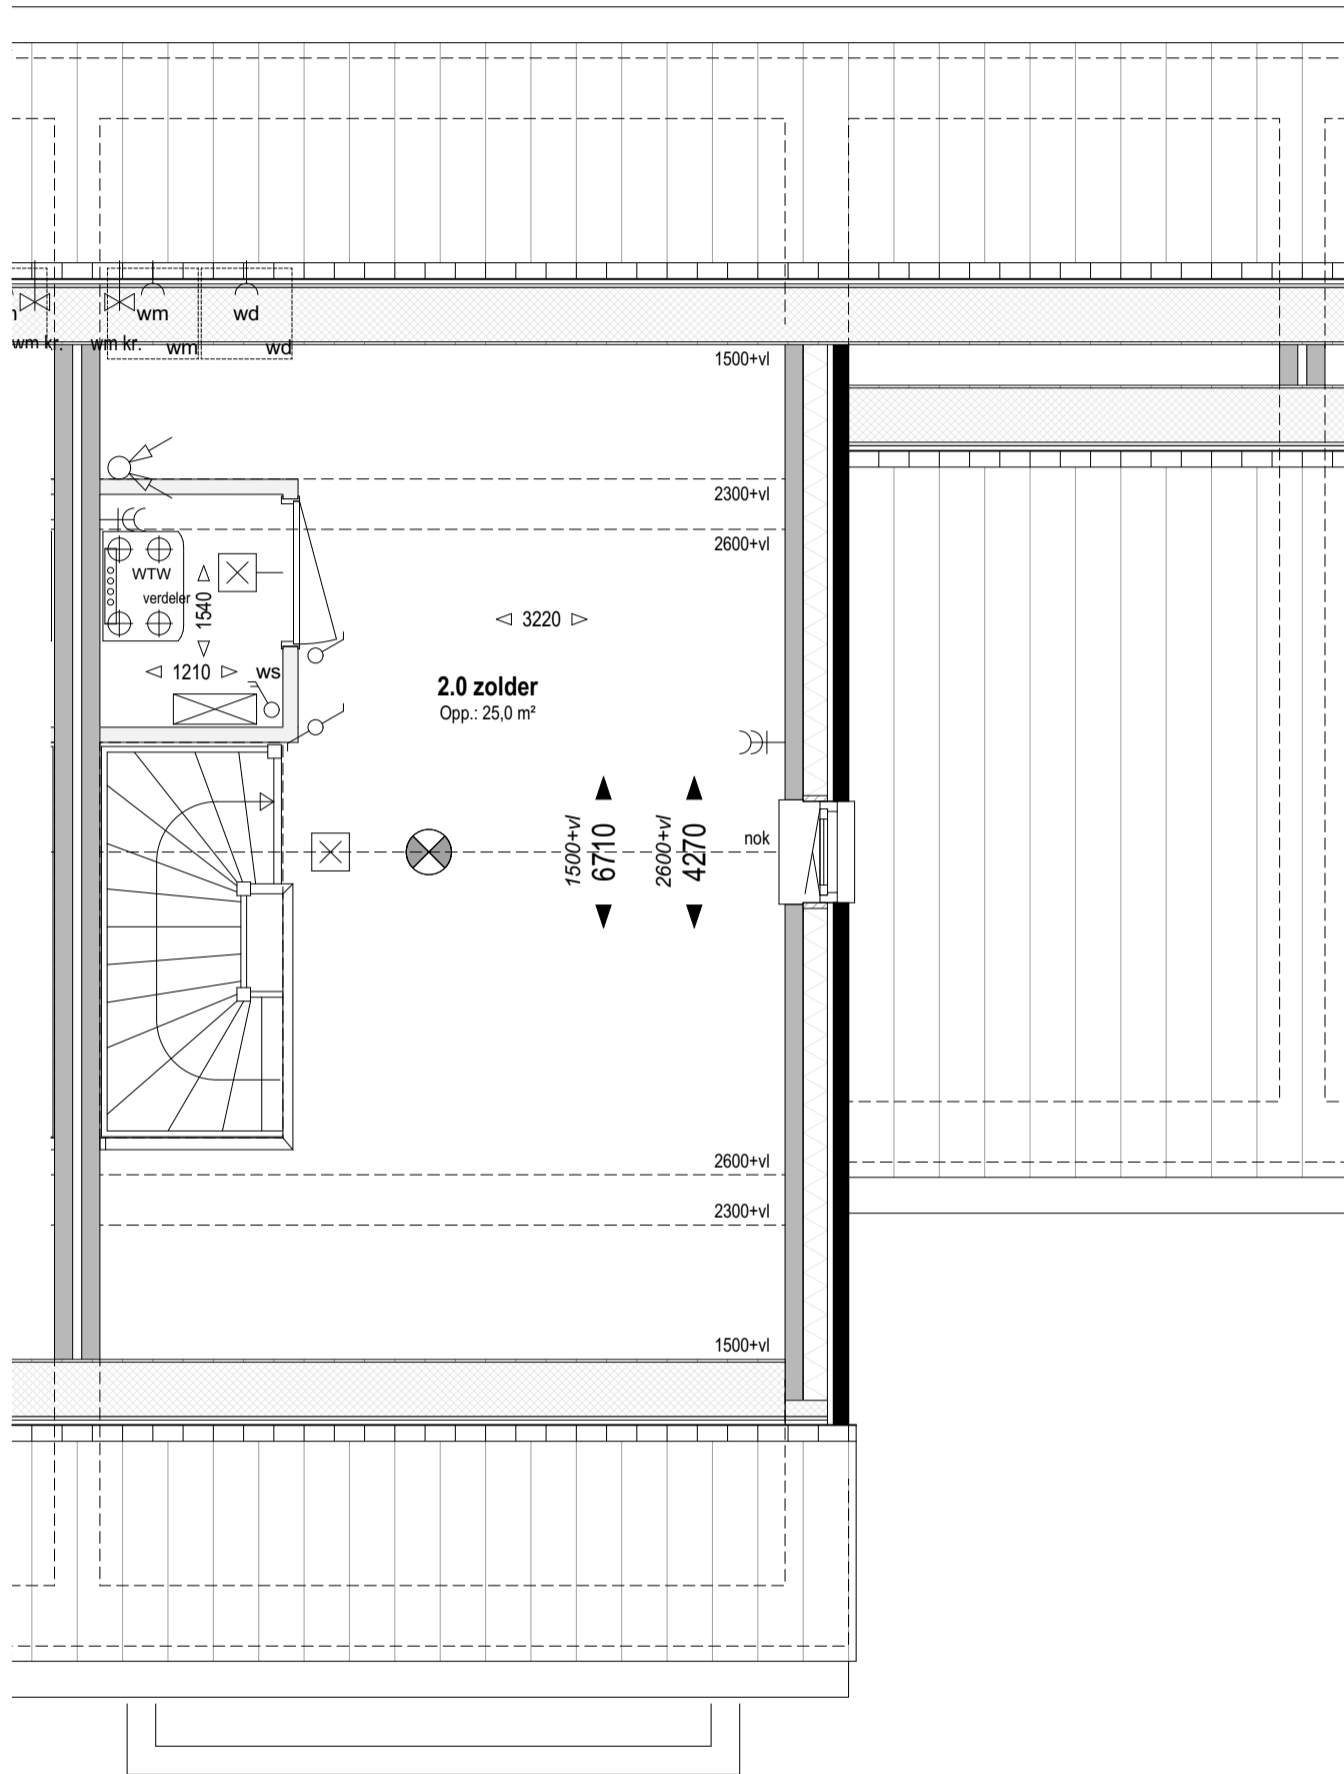 wm
wd
wm kr.
wm kr.
wm
wd
1500+vl
2300+vl
2600+vl
WTW
verdeler
1540
3220
1210
ws
2.0 zolder
Opp.: 25,0 m²
1500+vl
6710
2600+vl
4270
nok
2600+vl
2300+vl
1500+vl